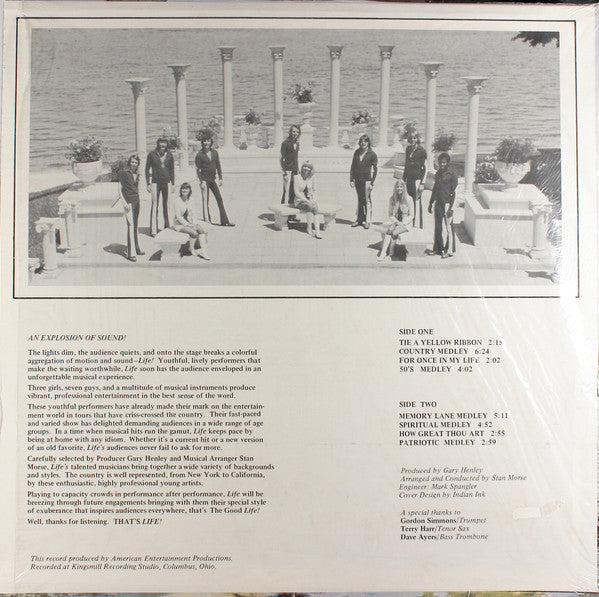 AN EXPLOSION OF SOUND!
The lights dim, the audience quiets, and onto the stage breaks a colorful
aggregation of motion and sound—Life! Youthful, lively performers that
make the waiting worthwhile, Life soon has the audience enveloped in an
unforgettable musical experience.
Three girls, seven guys, and a multitude of musical instruments produce
vibrant, professional entertainment in the best sense of the word.
These youthful performers have already made their mark on the entertain-
ment world in tours that have criss-crossed the country. Their fast-paced
and varied show has delighted demanding audiences in a wide range of age
groups. In a time when musical hits run the gamut, Life keeps pace by
being at home with any idiom. Whether it's a current hit or a new version
of an old favorite, Life's audiences never fail to ask for more.
Carefully selected by Producer Gary Henley and Musical Arranger Stan
Morse, Life's talented musicians bring together a wide variety of backgrounds
and styles. The country is well represented, from New York to California,
by these enthusiastic, highly professional young artists.
Playing to capacity crowds in performance after performance, Life will be
breezing through future engagements bringing with them their special style
of exuberance that inspires audiences everywhere, that's The Good Life!
Well, thanks for listening. THAT'S LIFE!
This record produced by American Entertainment Productions.
Recorded at Kingsmill Recording Studio, Columbus, Ohio.
SIDE ONE
TIE A YELLOW RIBBON 2:15
COUNTRY MEDLEY 6:24
FOR ONCE IN MY LIFE 2:02
50'S MEDLEY 4:02
SIDE TWO
MEMORY LANE MEDLEY 5:11
SPIRITUAL MEDLEY 4:52
HOW GREAT THOU ART 2:55
PATRIOTIC MEDLEY 2:59
Produced by Gary Henley
Arranged and Conducted by Stan Morse
Engineer: Mark Spangler
Cover Design by Indian Ink
A special thanks to
Gordon Simmons/Trumpet
Terry Harr/Tenor Sax
Dave Ayers/Bass Trombone